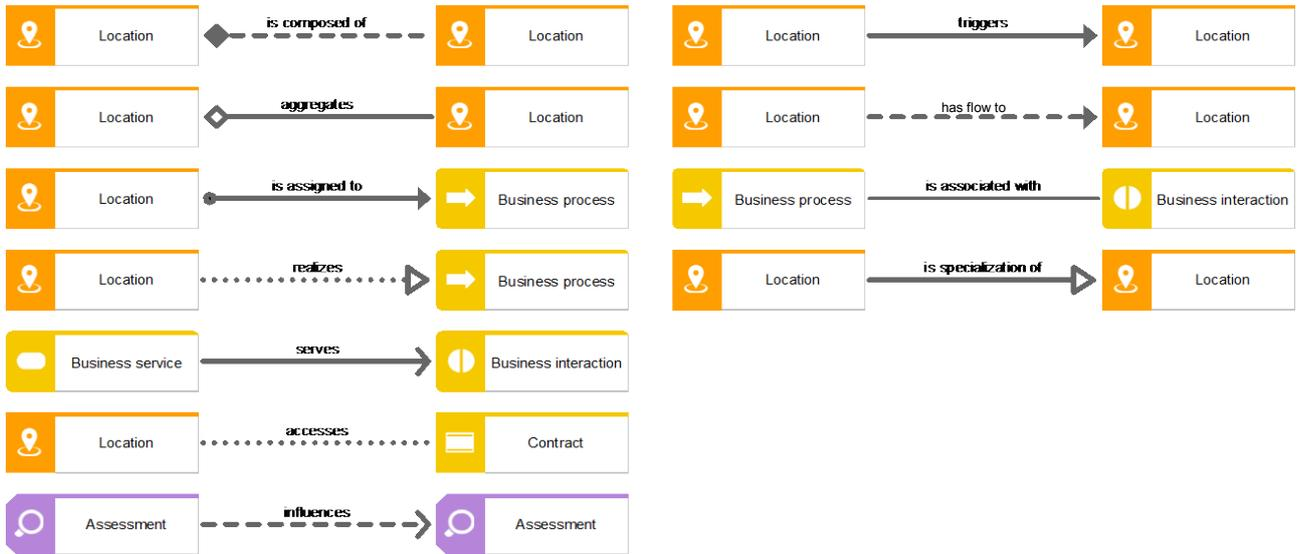 Location is composed of Location
Location aggregates Location
Location is assigned to Business process
Location realizes Business process
Business service serves Business interaction
Location accesses Contract
Assessment influences Assessment
Location triggers Location
Location has flow to Location
Business process is associated with Business interaction
Location is specialization of Location